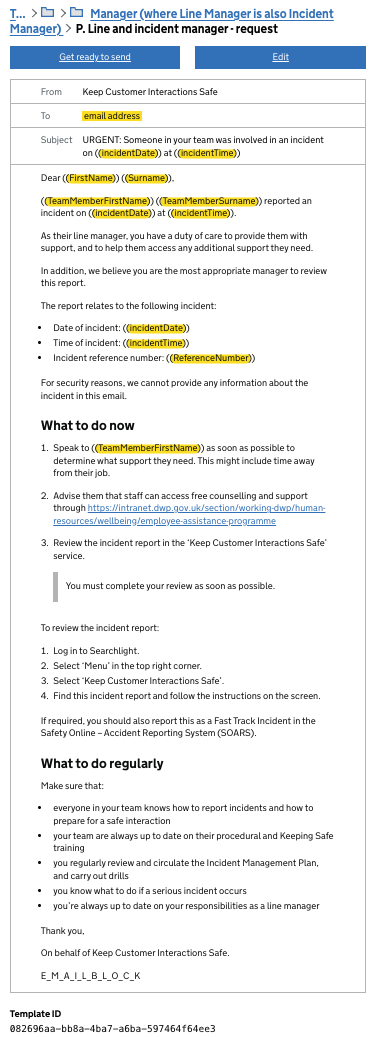 T... > > Manager (where Line Manager is also Incident
Manager) > P. Line and incident manager - request
Get ready to send
Edit
From Keep Customer Interactions Safe
To email address
Subject URGENT: Someone in your team was involved in an incident
on ((incidentDate)) at ((incidentTime))
Dear ((FirstName)) ((Surname)),
((TeamMemberFirstName)) ((TeamMemberSurname)) reported an
incident on ((incidentDate)) at ((incidentTime)).
As their line manager, you have a duty of care to provide them with
support, and to help them access any additional support they need.
In addition, we believe you are the most appropriate manager to review
this report.
The report relates to the following incident:
• Date of incident: ((incidentDate))
• Time of incident: ((incidentTime))
• Incident reference number: ((ReferenceNumber))
For security reasons, we cannot provide any information about the
incident in this email.
What to do now
1. Speak to ((TeamMemberFirstName)) as soon as possible to
determine what support they need. This might include time away
from their job.
2. Advise them that staff can access free counselling and support
through https://intranet.dwp.gov.uk/section/working-dwp/human-
resources/wellbeing/employee-assistance-programme
3. Review the incident report in the ‘Keep Customer Interactions Safe’
service.
You must complete your review as soon as possible.
To review the incident report:
1. Log in to Searchlight.
2. Select ‘Menu’ in the top right corner.
3. Select ‘Keep Customer Interactions Safe’.
4. Find this incident report and follow the instructions on the screen.
If required, you should also report this as a Fast Track Incident in the
Safety Online – Accident Reporting System (SOARS).
What to do regularly
Make sure that:
• everyone in your team knows how to report incidents and how to
prepare for a safe interaction
• your team are always up to date on their procedural and Keeping Safe
training
• you regularly review and circulate the Incident Management Plan,
and carry out drills
• you know what to do if a serious incident occurs
• you’re always up to date on your responsibilities as a line manager
Thank you,
On behalf of Keep Customer Interactions Safe.
E_M_A_I_L_B_L_O_C_K
Template ID
082696aa-bb8a-4ba7-a6ba-597464f64ee3